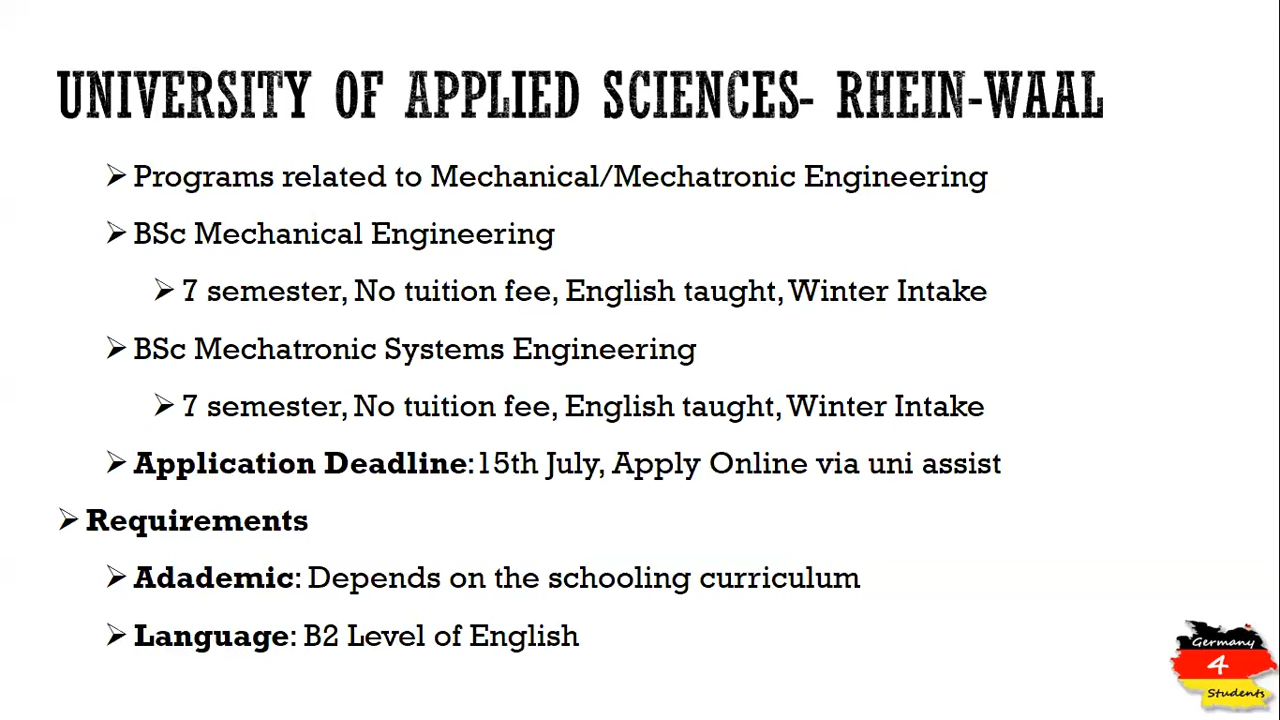 UNIVERSITY OF APPLIED SCIENCES- RHEIN-WAAL
Programs related to Mechanical/Mechatronic Engineering
BSc Mechanical Engineering
7 semester, No tuition fee, English taught, Winter Intake
BSc Mechatronic Systems Engineering
7 semester, No tuition fee, English taught, Winter Intake
Application Deadline: 15th July, Apply Online via uni assist
Requirements
Adademic: Depends on the schooling curriculum
Language: B2 Level of English
Germany
4
Students